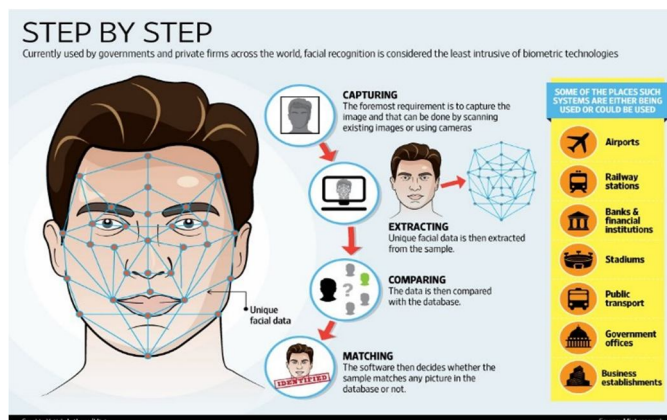 STEP BY STEP
Currently used by governments and private firms across the world, facial recognition is considered the least intrusive of biometric technologies
CAPTURING
The foremost requirement is to capture the
image and that can be done by scanning
existing images or using cameras
EXTRACTING
Unique facial data is then extracted
from the sample.
COMPARING
The data is then compared
with the database.
Unique
facial data
MATCHING
The software then decides whether the
sample matches any picture in the
database or not.
IDENTIFIED
?
SOME OF THE PLACES SUCH
SYSTEMS ARE EITHER BEING
USED OR COULD BE USED
Airports
Railway
stations
Banks &
financial
institutions
Stadiums
Public
transport
Government
offices
Business
establishments